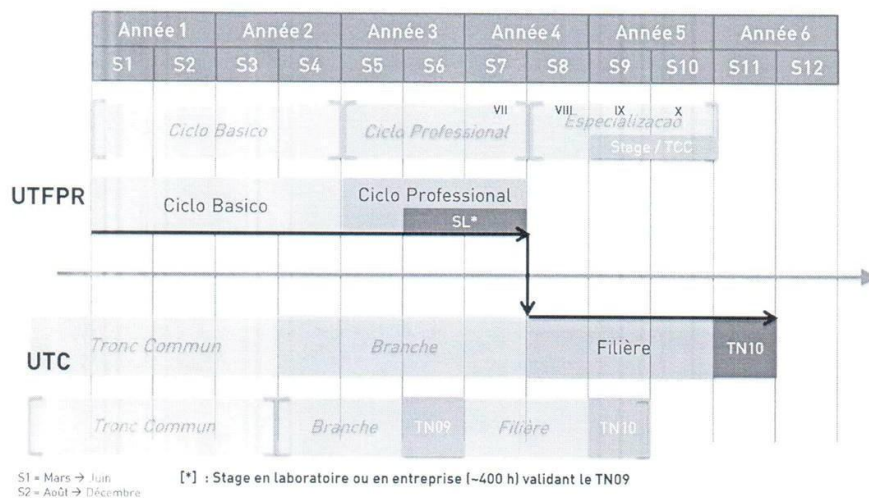 Année 1 Année 2 Année 3 Année 4 Année 5 Année 6
S1 S2 S3 S4 S5 S6 S7 S8 S9 S10 S11 S12
VII VIII IX X
Ciclo Basico Ciclo Professional Especializacao
Stage / TCC
UTFPR
Ciclo Basico Ciclo Professional
SL*
Tronc Commun Branche Filière TN10
UTC
Tronc Commun Branche TN09 Filière TN10
S1 = Mars → Juin
S2 = Août → Décembre
[*] : Stage en laboratoire ou en entreprise (~400 h) validant le TN09